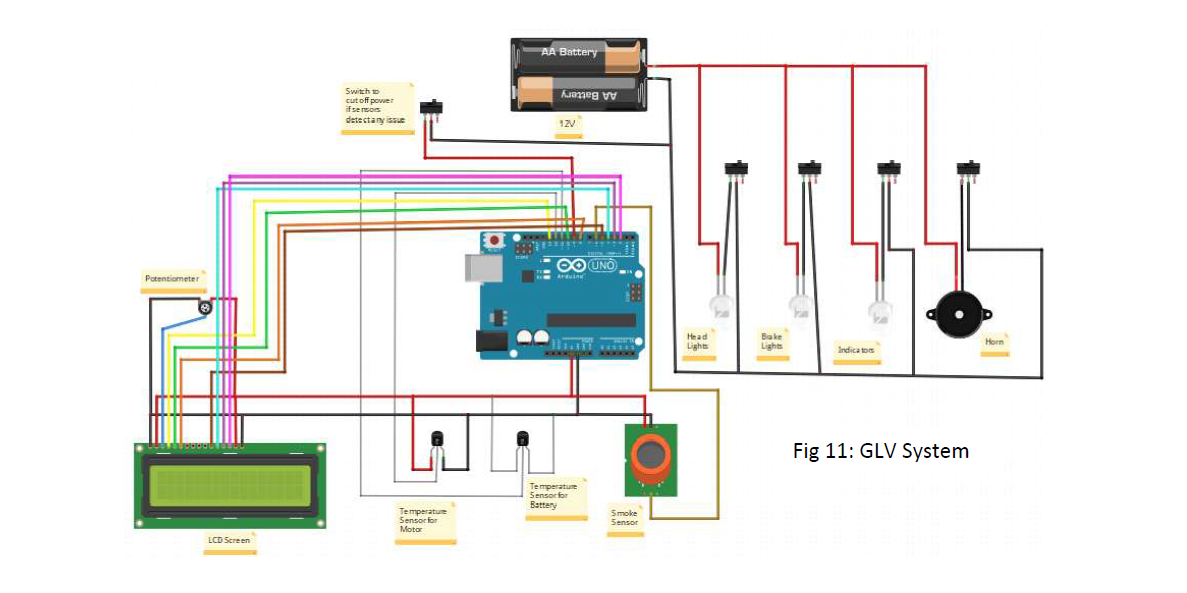 AA Battery
AA Battery
Switch to
cut off power
if sensors
detect any issue
12V
UNO
Arduino
Potentiometer
Head
Lights
Brake
Lights
Indicators
Horn
Fig 11: GLV System
Temperature
Sensor for
Motor
Temperature
Sensor for
Battery
Smoke
Sensor
LCD Screen